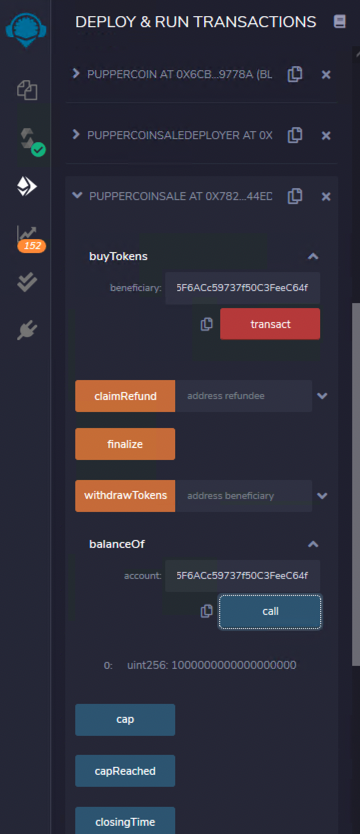 DEPLOY & RUN TRANSACTIONS
PUPPERCOIN AT 0X6CB...9778A (BL
PUPPERCOINSALEDEPLOYER AT 0X
PUPPERCOINSALE AT 0X782...44ED
152
buyTokens
beneficiary: 5F6ACc59737f50C3FeeC64f
transact
claimRefund address refundee
finalize
withdrawTokens address beneficiary
balanceOf
account: 5F6ACc59737f50C3FeeC64f
call
0: uint256: 1000000000000000000
cap
capReached
closingTime